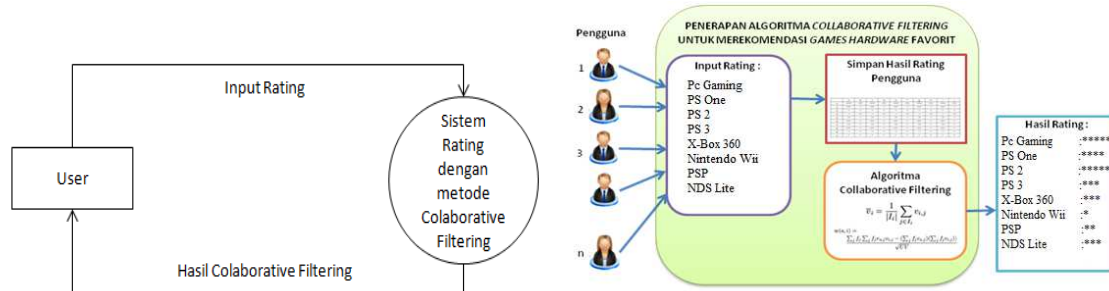 Input Rating
User
Sistem
Rating
dengan
metode
Colaborative
Filtering
Hasil Colaborative Filtering
PENERAPAN ALGORITMA COLLABORATIVE FILTERING
UNTUK MEREKOMENDASI GAMES HARDWARE FAVORIT
Pengguna
1
2
3
n
Input Rating :
Pc Gaming
PS One
PS 2
PS 3
X-Box 360
Nintendo Wii
PSP
NDS Lite
Simpan Hasil Rating
Pengguna
Algoritma
Collaborative Filtering
Hasil Rating :
Pc Gaming :*****
PS One :****
PS 2 :*****
PS 3 :***
X-Box 360 :***
Nintendo Wii :*
PSP :**
NDS Lite :***